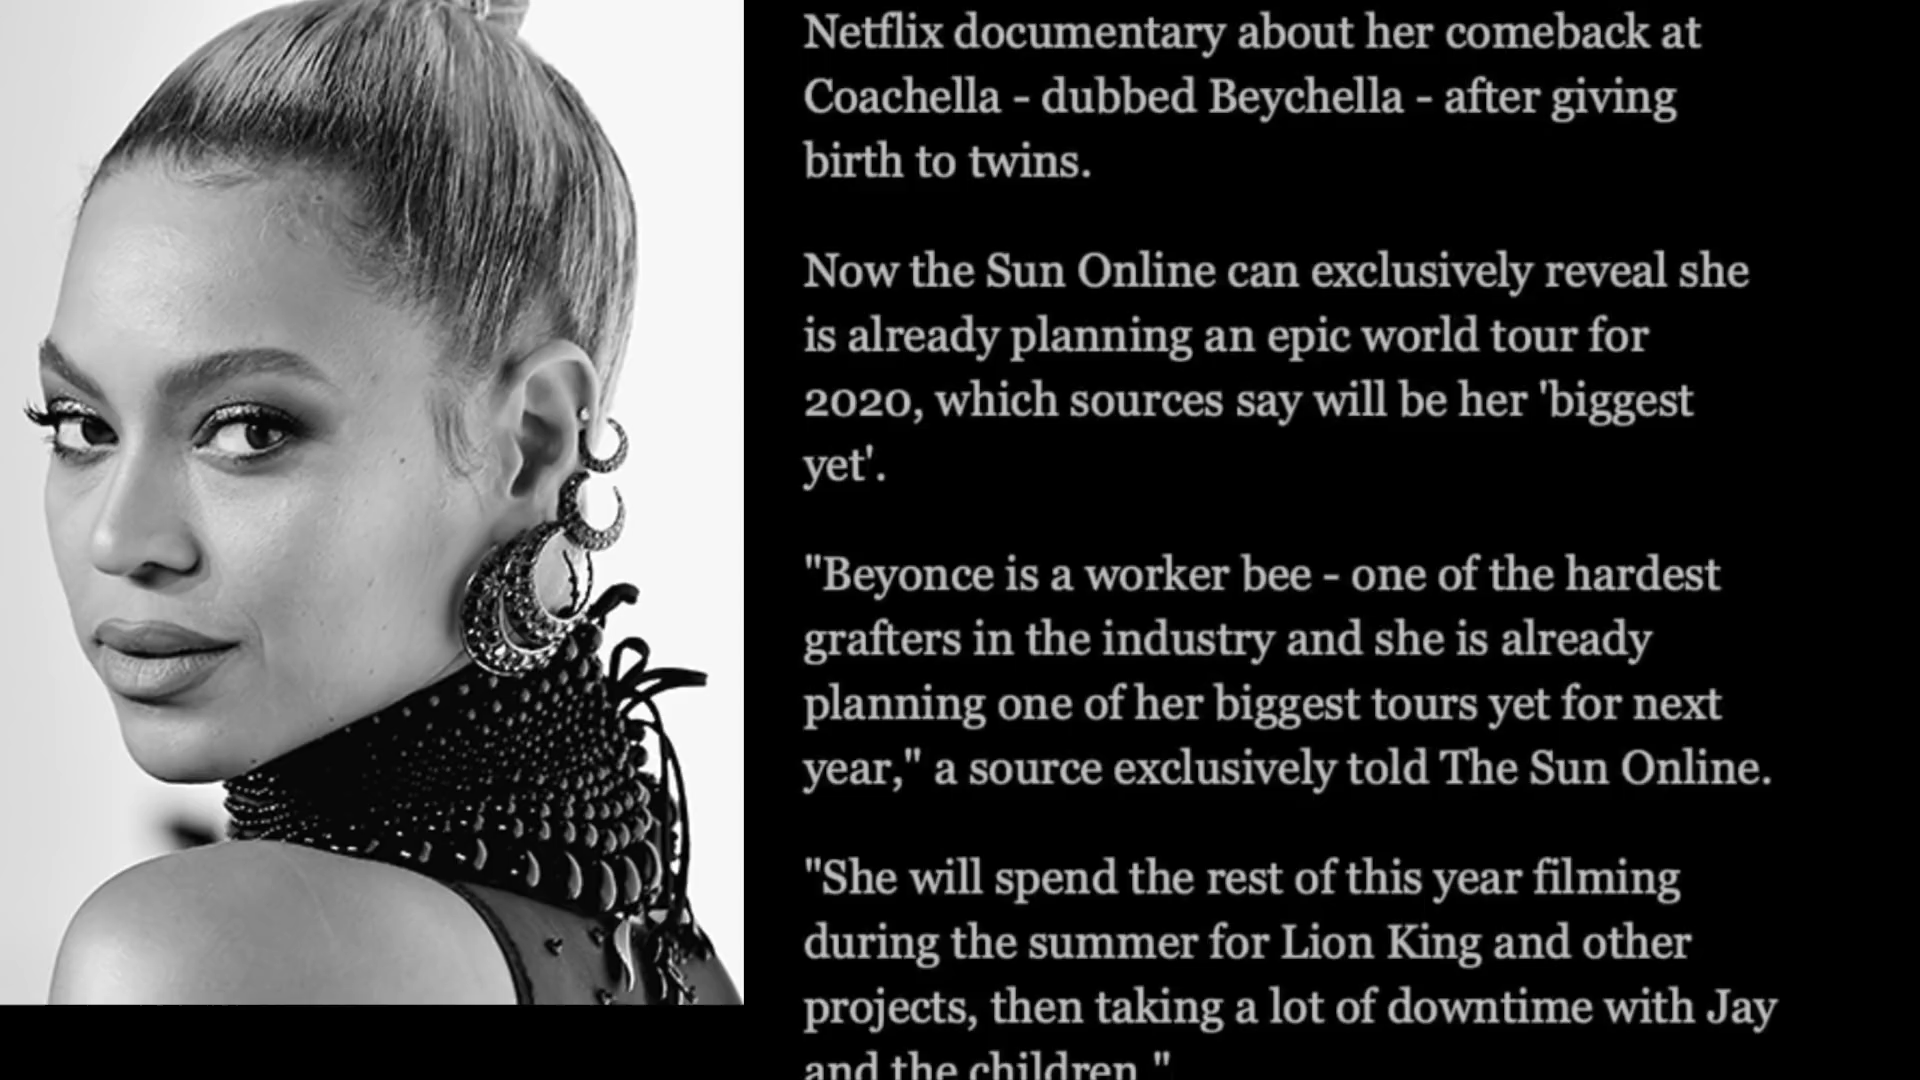 Netflix documentary about her comeback at
Coachella - dubbed Beychella - after giving
birth to twins.
Now the Sun Online can exclusively reveal she
is already planning an epic world tour for
2020, which sources say will be her 'biggest
yet'.
"Beyonce is a worker bee - one of the hardest
grafters in the industry and she is already
planning one of her biggest tours yet for next
year," a source exclusively told The Sun Online.
"She will spend the rest of this year filming
during the summer for Lion King and other
projects, then taking a lot of downtime with Jay
and the children."